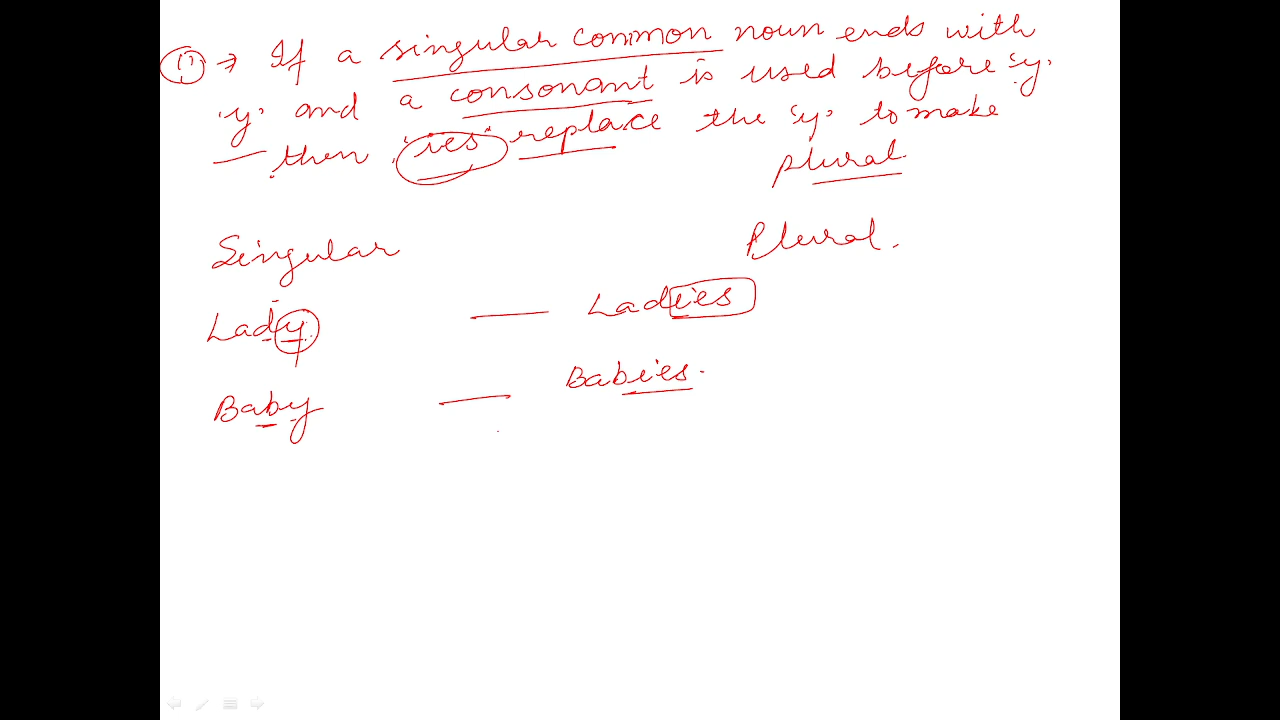 (1) → If a singular common noun ends with
'y' and a consonant is used before 'y'
then "ies" replace the 'y' to make
plural.
Singular Plural.
Lady — Ladies
Baby — Babies.